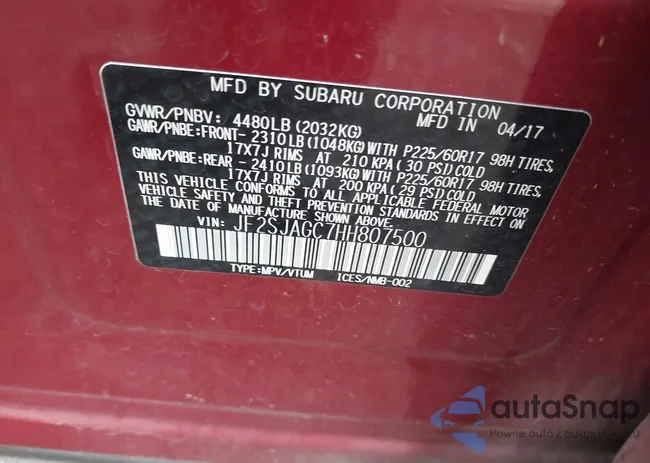 MFD BY SUBARU CORPORATION
GVWR/PNBV: 4480LB (2032KG) MFD IN 04/17
GAWR/PNBE: FRONT- 2310LB (1048KG) WITH P225/60R17 98H TIRES,
17X7J RIMS AT 210 KPA (30 PSI) COLD
GAWR/PNBE: REAR - 2410LB (1093KG) WITH P225/60R17 98H TIRES,
17X7J RIMS AT 200 KPA (29 PSI) COLD
THIS VEHICLE CONFORMS TO ALL APPLICABLE FEDERAL MOTOR
VEHICLE SAFETY AND THEFT PREVENTION STANDARDS IN EFFECT ON
THE DATE OF MANUFACTURE SHOWN ABOVE.
VIN: JF2SJAGC7HH807500
TYPE: MPV/VTUM ICES/NMB-002
autaSnap
Pewne auto z aukcji w